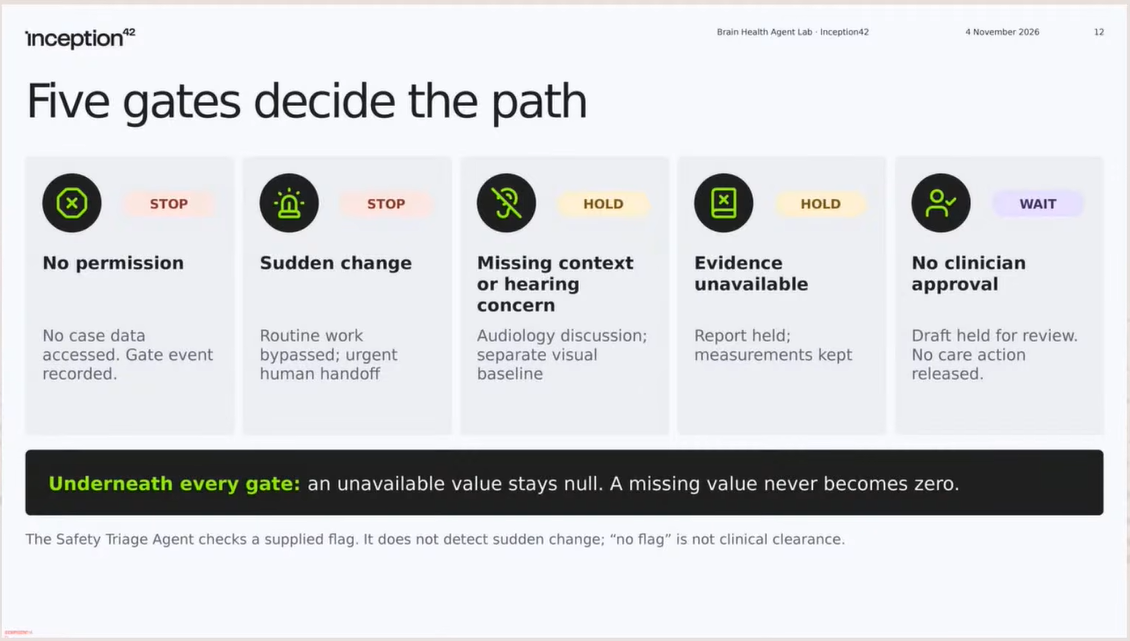 inception42
Brain Health Agent Lab · Inception42
4 November 2026
12
Five gates decide the path
STOP
No permission
No case data
accessed. Gate event
recorded.
STOP
Sudden change
Routine work
bypassed; urgent
human handoff
HOLD
Missing context
or hearing
concern
Audiology discussion;
separate visual
baseline
HOLD
Evidence
unavailable
Report held;
measurements kept
WAIT
No clinician
approval
Draft held for review.
No care action
released.
Underneath every gate: an unavailable value stays null. A missing value never becomes zero.
The Safety Triage Agent checks a supplied flag. It does not detect sudden change; “no flag” is not clinical clearance.